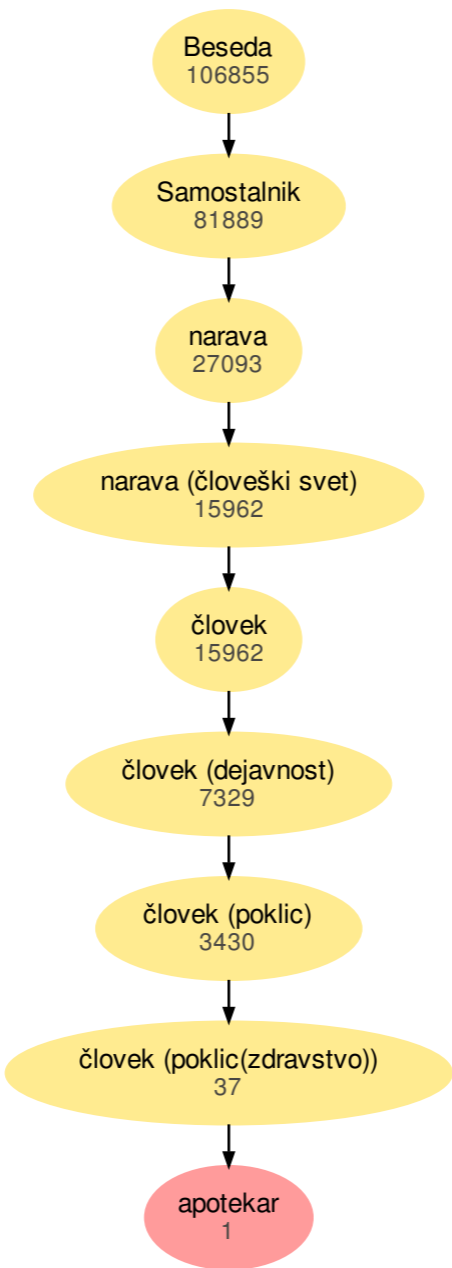 Beseda
106855
Samostalnik
81889
narava
27093
narava (človeški svet)
15962
človek
15962
človek (dejavnost)
7329
človek (poklic)
3430
človek (poklic(zdravstvo))
37
apotekar
1